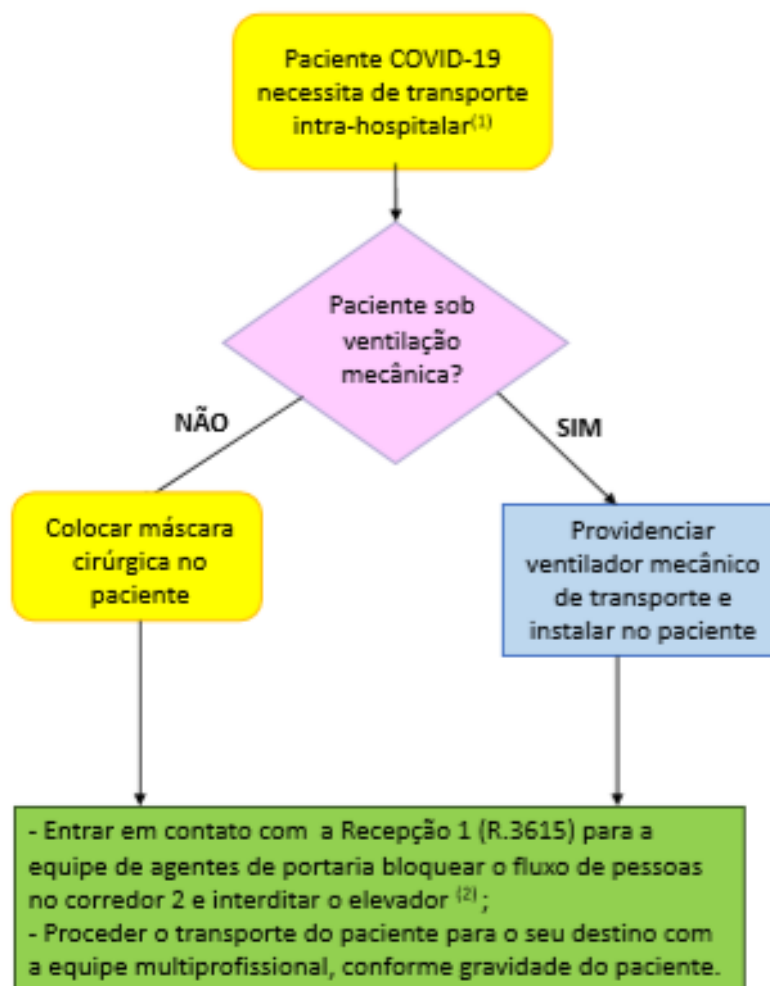 Paciente COVID-19
necessita de transporte
intra-hospitalar(1)
Paciente sob
ventilação
mecânica?
NÃO
SIM
Colocar máscara
cirúrgica no
paciente
Providenciar
ventilador mecânico
de transporte e
instalar no paciente
- Entrar em contato com a Recepção 1 (R.3615) para a
equipe de agentes de portaria bloquear o fluxo de pessoas
no corredor 2 e interditar o elevador (2) ;
- Proceder o transporte do paciente para o seu destino com
a equipe multiprofissional, conforme gravidade do paciente.